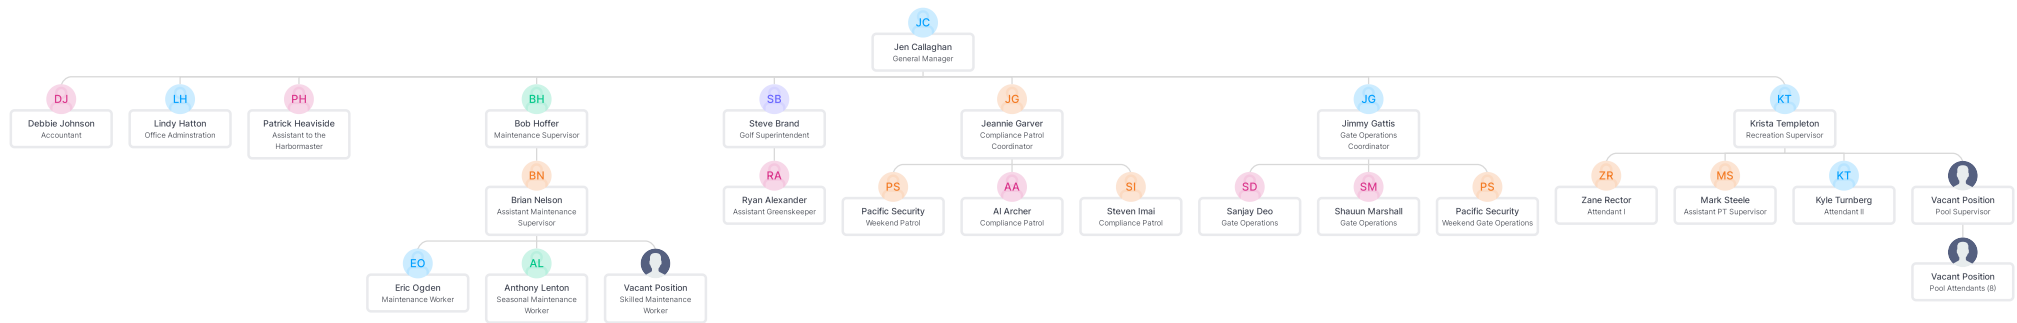 JC
Jen Callaghan
General Manager
DJ
Debbie Johnson
Accountant
LH
Lindy Hatton
Office Adminstration
PH
Patrick Heaviside
Assistant to the
Harbormaster
BH
Bob Hoffer
Maintenance Supervisor
SB
Steve Brand
Golf Superintendent
JG
Jeannie Garver
Compliance Patrol
Coordinator
JG
Jimmy Gattis
Gate Operations
Coordinator
KT
Krista Templeton
Recreation Supervisor
BN
Brian Nelson
Assistant Maintenance
Supervisor
RA
Ryan Alexander
Assistant Greenskeeper
PS
Pacific Security
Weekend Patrol
AA
Al Archer
Compliance Patrol
SI
Steven Imai
Compliance Patrol
SD
Sanjay Deo
Gate Operations
SM
Shauun Marshall
Gate Operations
PS
Pacific Security
Weekend Gate Operations
ZR
Zane Rector
Attendant I
MS
Mark Steele
Assistant PT Supervisor
KT
Kyle Turnberg
Attendant II
Vacant Position
Pool Supervisor
EO
Eric Ogden
Maintenance Worker
AL
Anthony Lenton
Seasonal Maintenance
Worker
Vacant Position
Skilled Maintenance
Worker
Vacant Position
Pool Attendants (8)